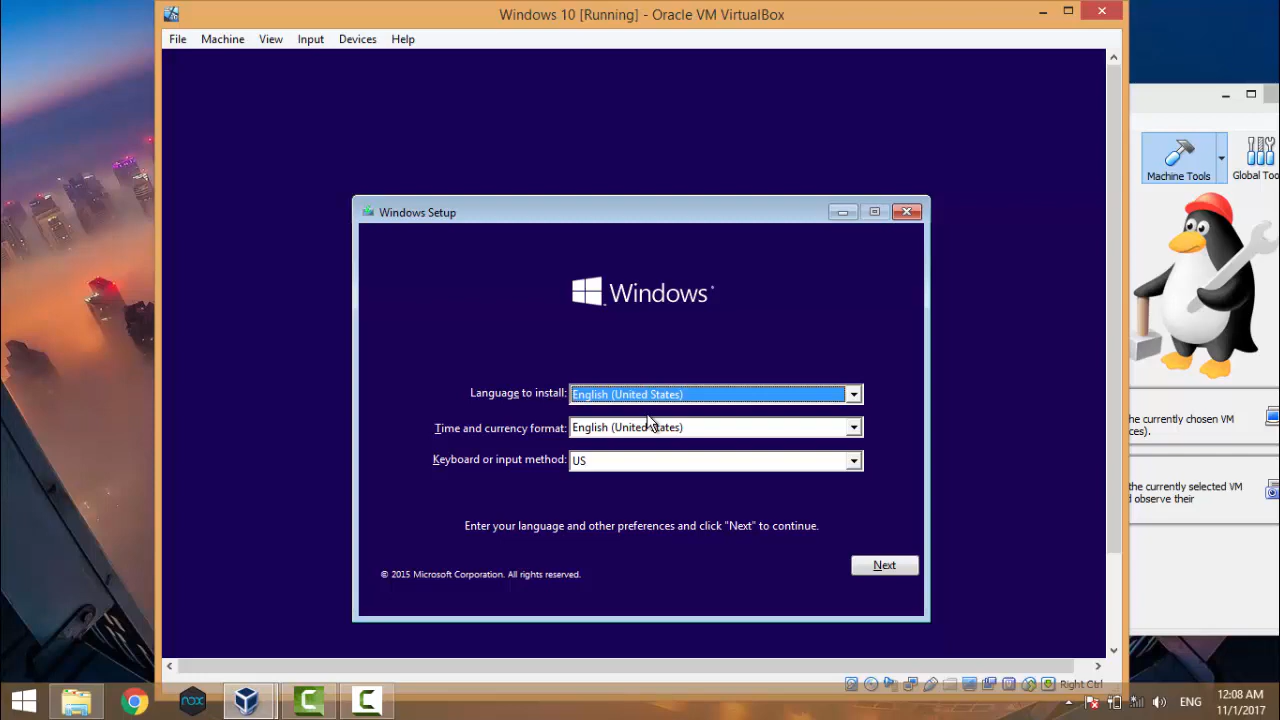 Windows 10 [Running] - Oracle VM VirtualBox
File Machine View Input Devices Help
Machine Tools
Global Too
Windows Setup
Windows
Language to install: English (United States)
Time and currency format: English (United States)
Keyboard or input method: US
Enter your language and other preferences and click "Next" to continue.
© 2015 Microsoft Corporation. All rights reserved.
Next
the currently chosen VM
ces).
the currently selected VM
d observe their
Right Ctrl
nox
ENG
12:08 AM
11/1/2017